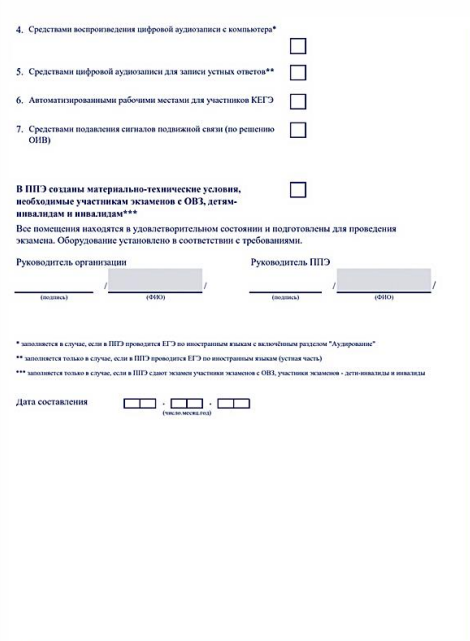 4. Средствами воспроизведения цифровой аудиозаписи с компьютера*
5. Средствами цифровой аудиозаписи для записи устных ответов**
6. Автоматизированными рабочими местами для участников КЕГЭ
7. Средствами подавления сигналов подвижной связи (по решению
ОИВ)
В ППЭ созданы материально-технические условия,
необходимые участникам экзаменов с ОВЗ, детям-
инвалидам и инвалидам***
Все помещения находятся в удовлетворительном состоянии и подготовлены для проведения
экзамена. Оборудование установлено в соответствии с требованиями.
Руководитель организации Руководитель ППЭ
/ / / /
(подпись) (ФИО) (подпись) (ФИО)
* заполняется в случае, если в ППЭ проводится ЕГЭ по иностранным языкам с включённым разделом "Аудирование"
** заполняется только в случае, если в ППЭ проводится ЕГЭ по иностранным языкам (устная часть)
*** заполняется только в случае, если в ППЭ сдают экзамен участники экзаменов с ОВЗ, участники экзаменов - дети-инвалиды и инвалиды
Дата составления . .
(число.месяц.год)